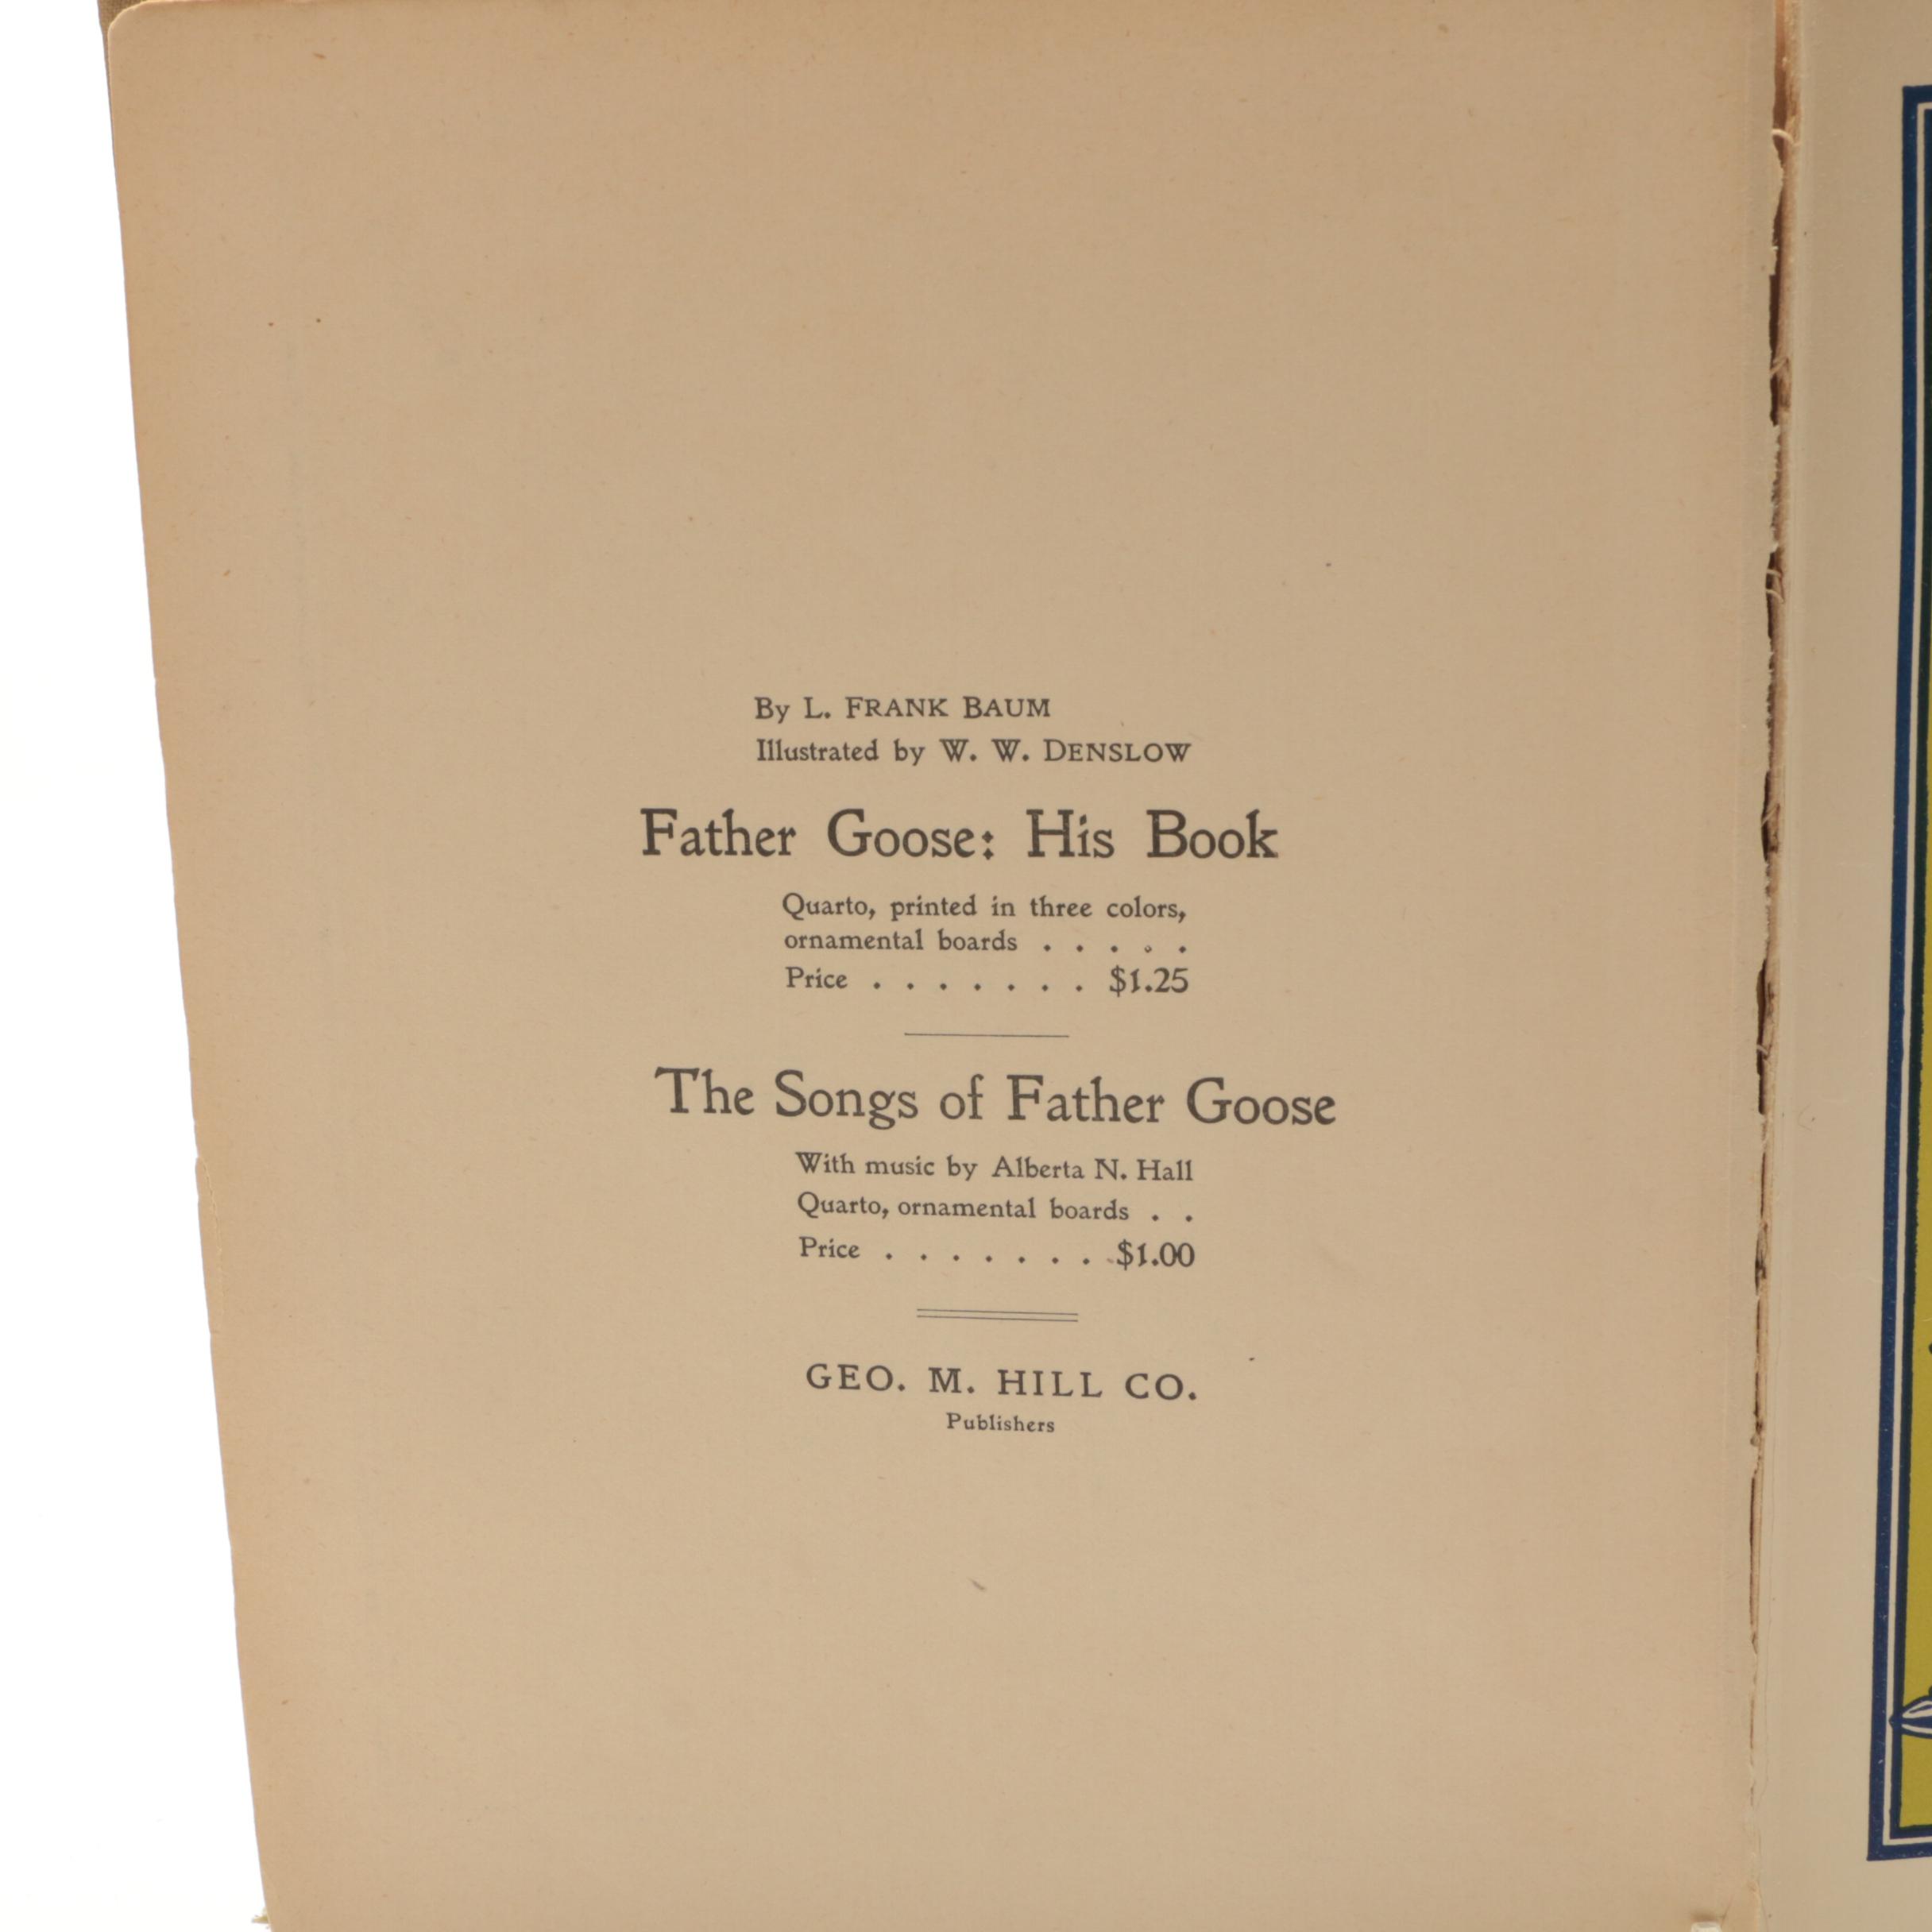 By L. FRANK BAUM
Illustrated by W. W. DENSLOW
Father Goose: His Book
Quarto, printed in three colors,
ornamental boards . . . . .
Price . . . . . . . $1.25
The Songs of Father Goose
With music by Alberta N. Hall
Quarto, ornamental boards . .
Price . . . . . . . $1.00
GEO. M. HILL CO.
Publishers